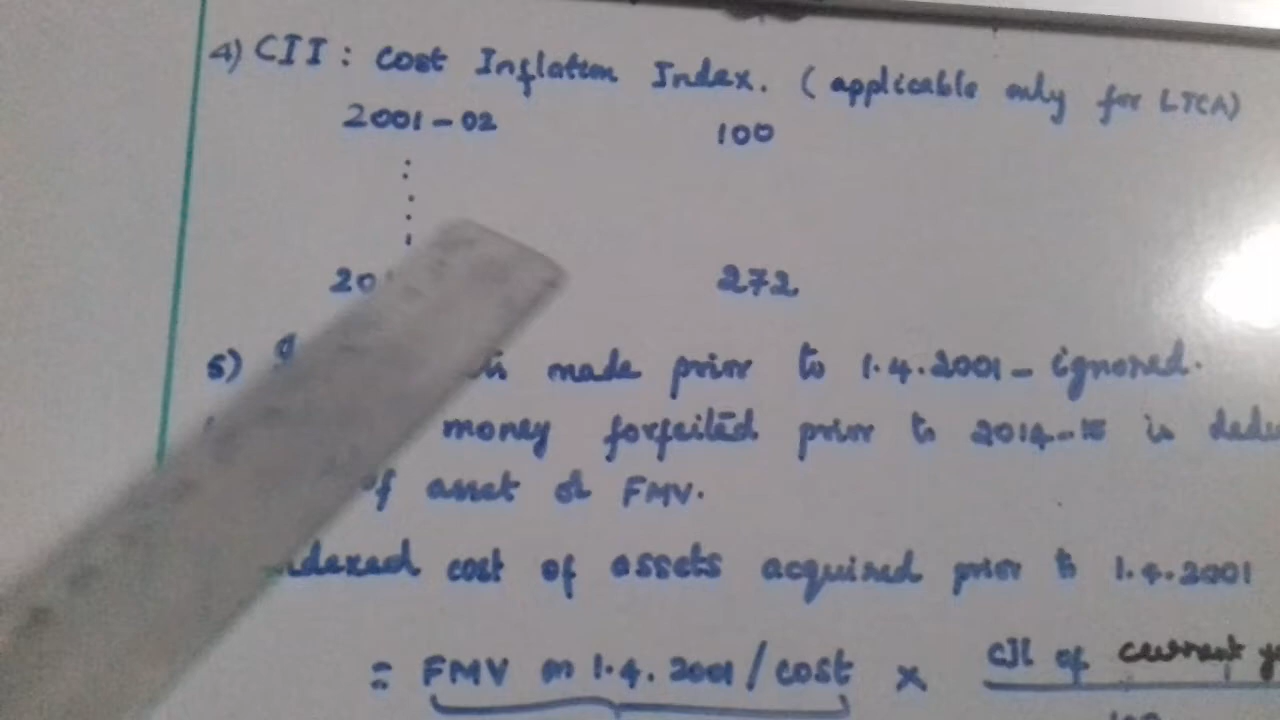 4) CII : Cost Inflation Index. (applicable only for LTCA)
2001-02 100
20 272
5) made prior to 1.4.2001 - ignored.
money forfeited prior to 2014-15 is
of asset or FMV.
cost of assets acquired prior to 1.4.2001
= FMV on 1.4.2001/cost x CII of current
100